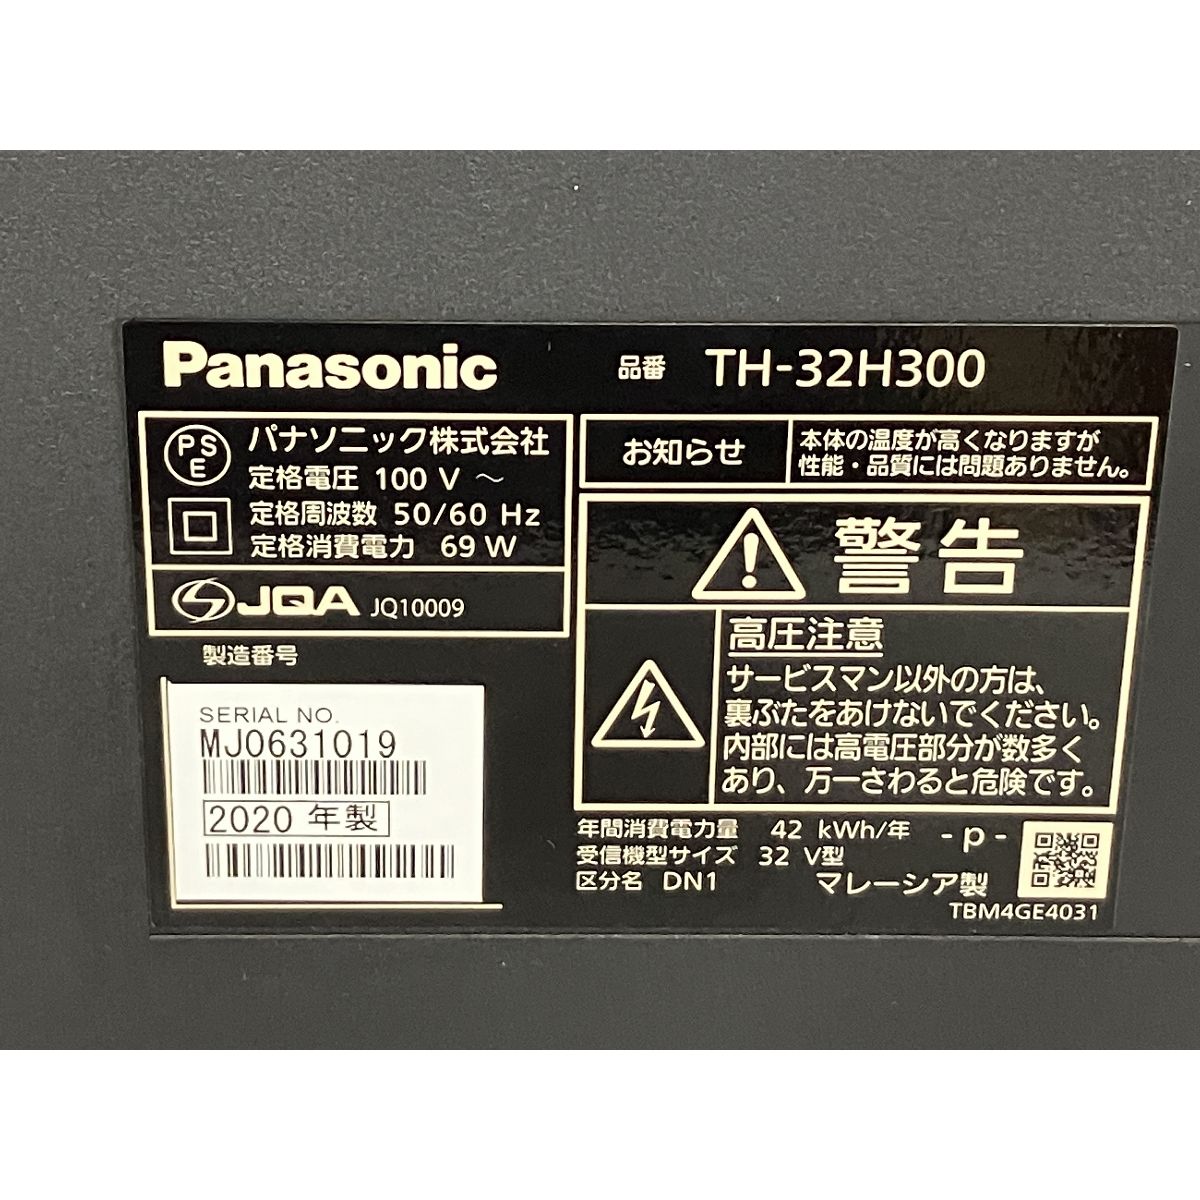 Panasonic
品番 TH-32H300
PS
E
パナソニック株式会社
定格電圧 100 V ～
定格周波数 50/60 Hz
定格消費電力 69 W
JQA JQ10009
製造番号
SERIAL NO.
MJ0631019
2020 年製
お知らせ
本体の温度が高くなりますが
性能・品質には問題ありません。
警告
高圧注意
サービスマン以外の方は、
裏ぶたをあけないでください。
内部には高電圧部分が数多く
あり、万一さわると危険です。
年間消費電力量 42 kWh/年
受信機型サイズ 32 V型
区分名 DN1
- p -
マレーシア製
TBM4GE4031